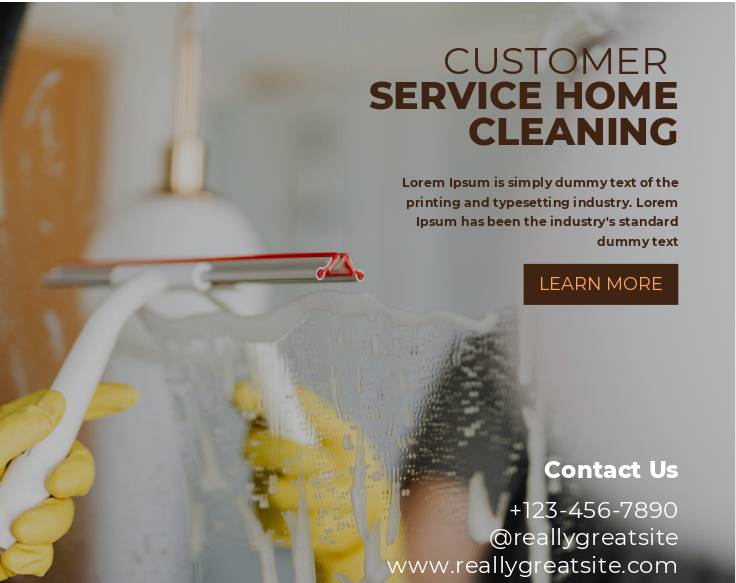 CUSTOMER
SERVICE HOME
CLEANING
Lorem Ipsum is simply dummy text of the
printing and typesetting industry. Lorem
Ipsum has been the industry's standard
dummy text
LEARN MORE
Contact Us
+123-456-7890
@reallygreatsite
www.reallygreatsite.com